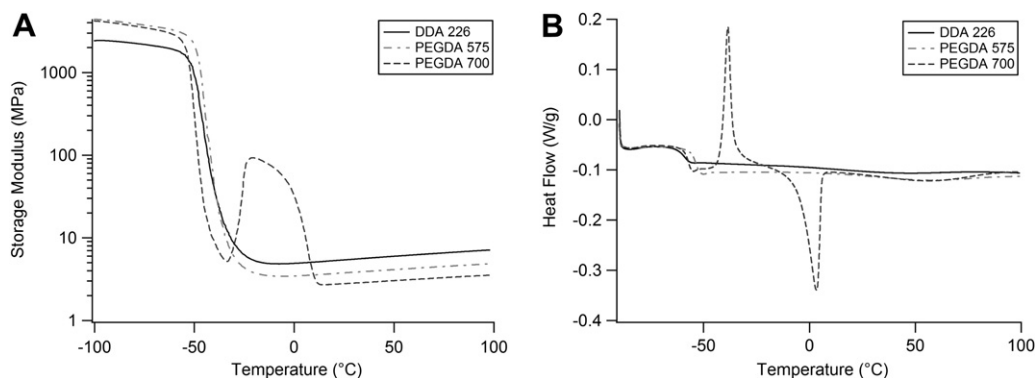 A
DDA 226
PEGDA 575
PEGDA 700
Storage Modulus (MPa)
1000
100
10
1
-100
-50
0
50
100
Temperature (°C)
B
DDA 226
PEGDA 575
PEGDA 700
Heat Flow (W/g)
0.2
0.1
0.0
-0.1
-0.2
-0.3
-0.4
-50
0
50
100
Temperature (°C)